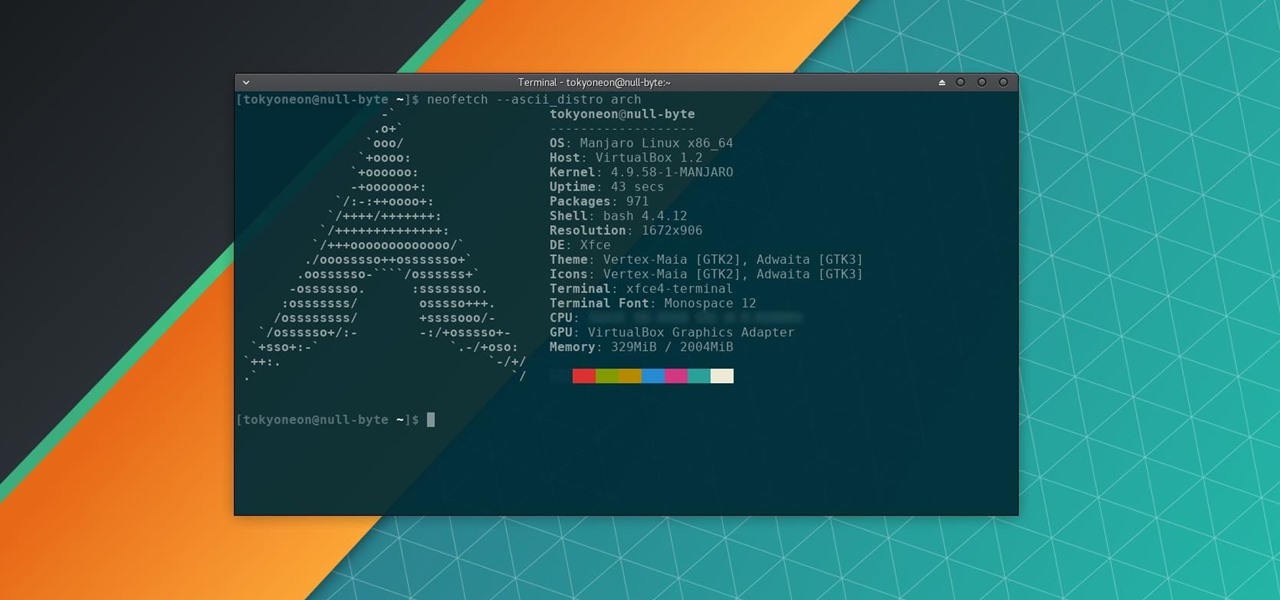 Terminal - tokyoneon@null-byte:~
[tokyoneon@null-byte ~]$ neofetch --ascii_distro arch
tokyoneon@null-byte
-------------------
OS: Manjaro Linux x86_64
Host: VirtualBox 1.2
Kernel: 4.9.58-1-MANJARO
Uptime: 43 secs
Packages: 971
Shell: bash 4.4.12
Resolution: 1672x906
DE: Xfce
Theme: Vertex-Maia [GTK2], Adwaita [GTK3]
Icons: Vertex-Maia [GTK2], Adwaita [GTK3]
Terminal: xfce4-terminal
Terminal Font: Monospace 12
CPU:
GPU: VirtualBox Graphics Adapter
Memory: 329MiB / 2004MiB
[tokyoneon@null-byte ~]$